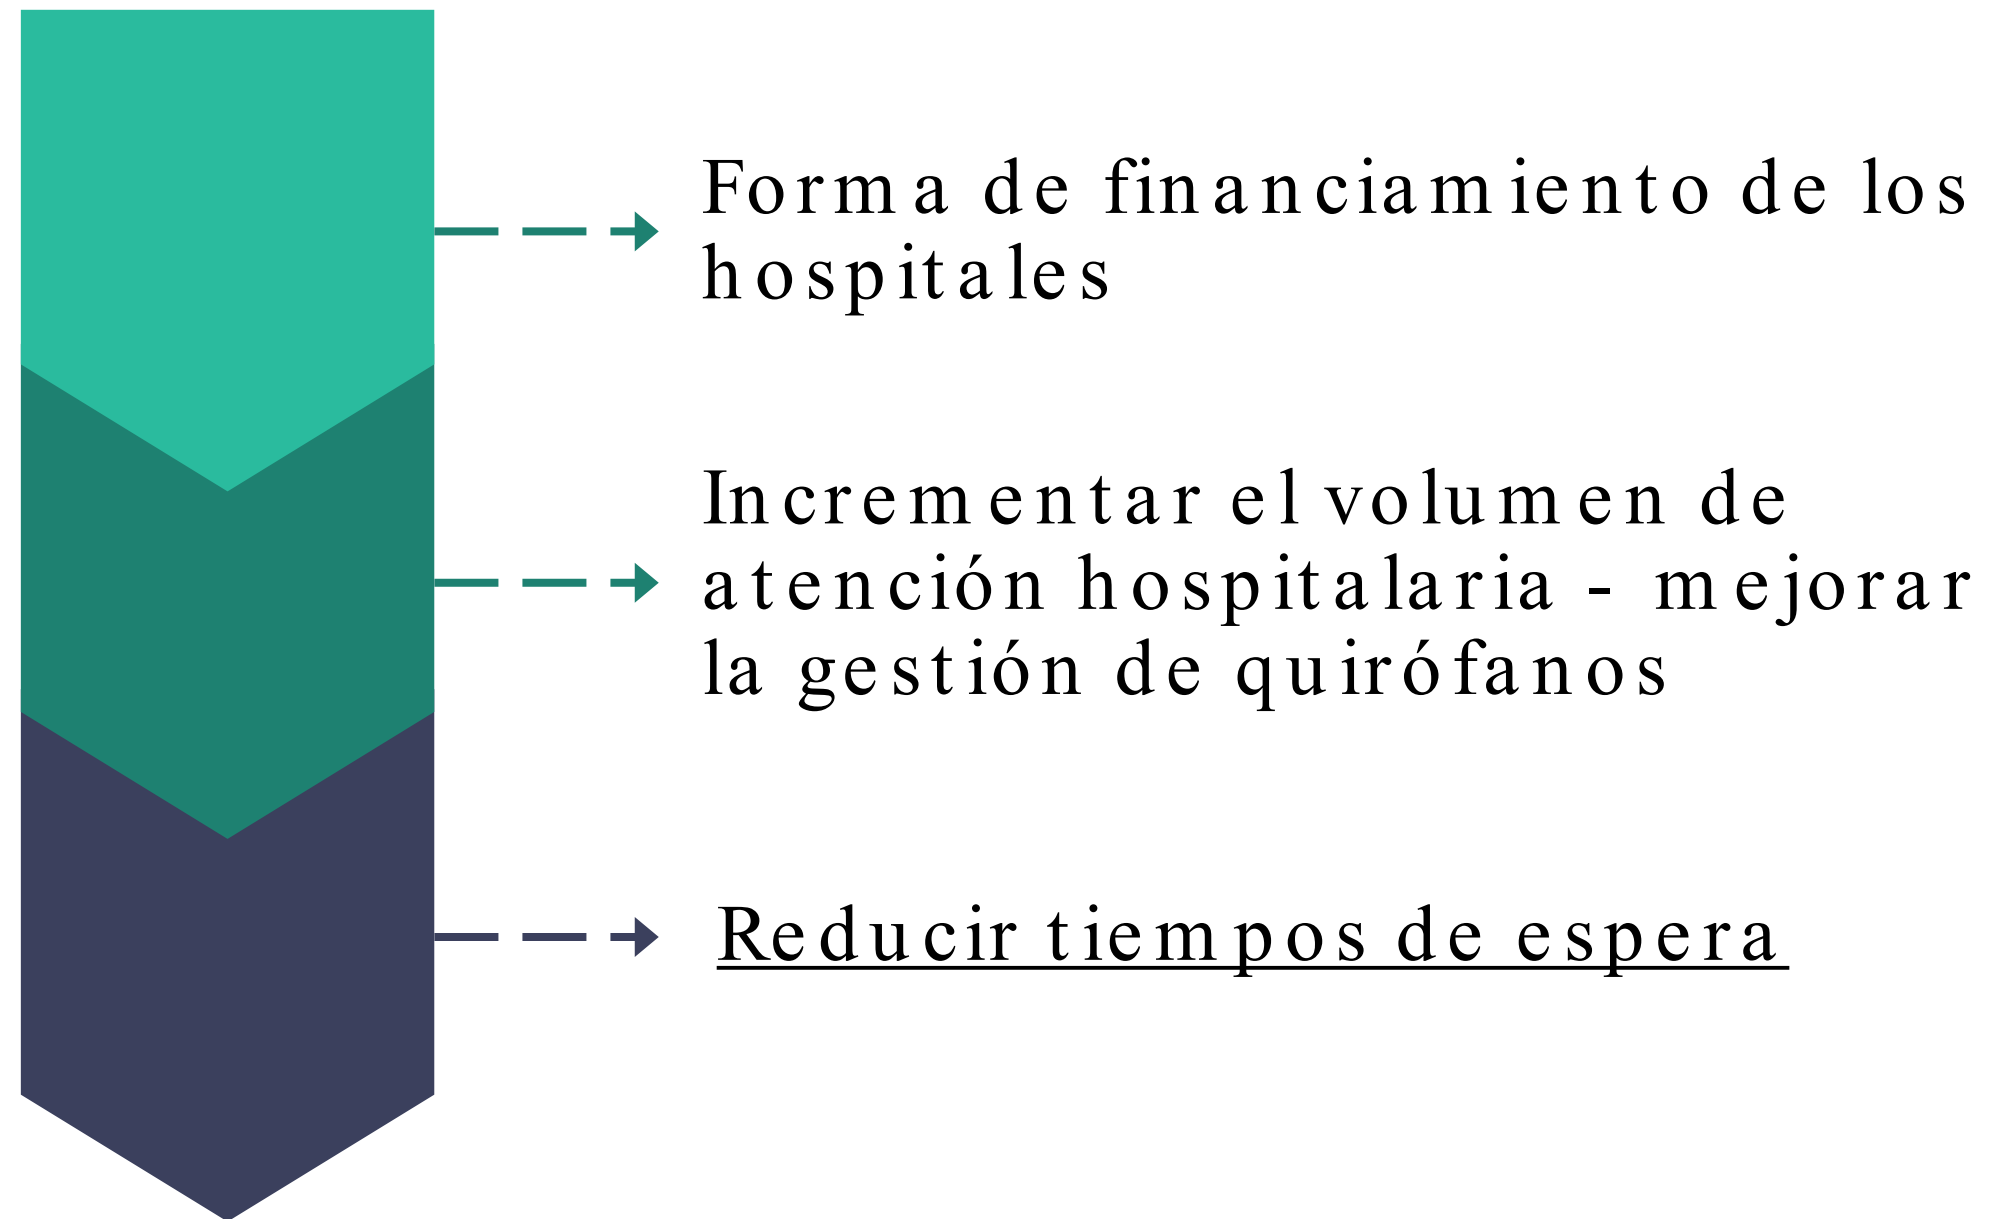 Forma de financiamiento de los
hospitales
Incrementar el volumen de
atención hospitalaria - mejorar
la gestión de quirófanos
Reducir tiempos de espera